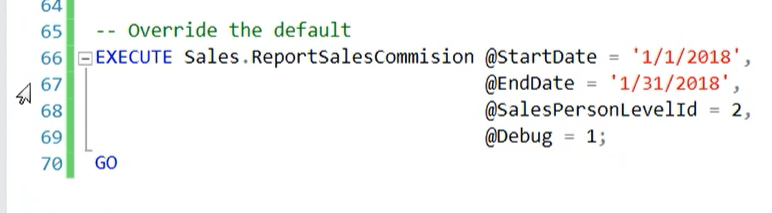 64
65 -- Override the default
66 EXECUTE Sales.ReportSalesCommision @StartDate = '1/1/2018',
67 @EndDate = '1/31/2018',
68 @SalesPersonLevelId = 2,
69 @Debug = 1;
70 GO